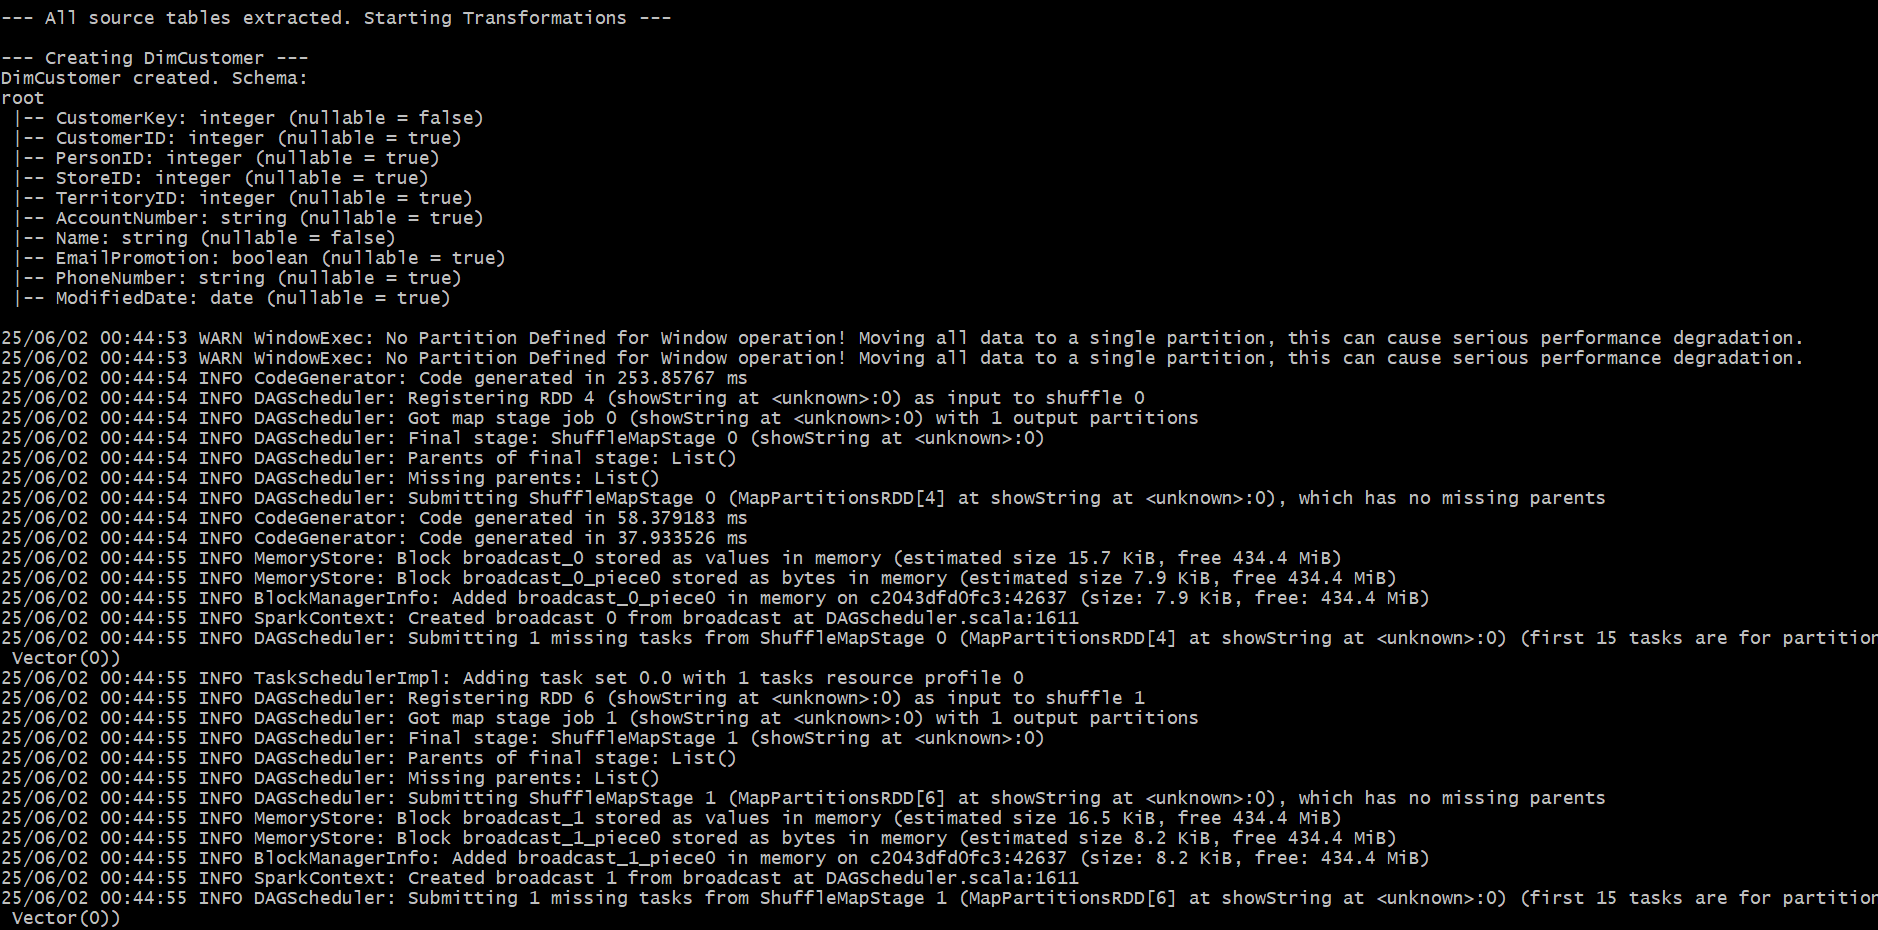 --- All source tables extracted. Starting Transformations ---
--- Creating DimCustomer ---
DimCustomer created. Schema:
root
 |-- CustomerKey: integer (nullable = false)
 |-- CustomerID: integer (nullable = true)
 |-- PersonID: integer (nullable = true)
 |-- StoreID: integer (nullable = true)
 |-- TerritoryID: integer (nullable = true)
 |-- AccountNumber: string (nullable = true)
 |-- Name: string (nullable = false)
 |-- EmailPromotion: boolean (nullable = true)
 |-- PhoneNumber: string (nullable = true)
 |-- ModifiedDate: date (nullable = true)
25/06/02 00:44:53 WARN WindowExec: No Partition Defined for Window operation! Moving all data to a single partition, this can cause serious performance degradation.
25/06/02 00:44:53 WARN WindowExec: No Partition Defined for Window operation! Moving all data to a single partition, this can cause serious performance degradation.
25/06/02 00:44:54 INFO CodeGenerator: Code generated in 253.85767 ms
25/06/02 00:44:54 INFO DAGScheduler: Registering RDD 4 (showString at <unknown>:0) as input to shuffle 0
25/06/02 00:44:54 INFO DAGScheduler: Got map stage job 0 (showString at <unknown>:0) with 1 output partitions
25/06/02 00:44:54 INFO DAGScheduler: Final stage: ShuffleMapStage 0 (showString at <unknown>:0)
25/06/02 00:44:54 INFO DAGScheduler: Parents of final stage: List()
25/06/02 00:44:54 INFO DAGScheduler: Missing parents: List()
25/06/02 00:44:54 INFO DAGScheduler: Submitting ShuffleMapStage 0 (MapPartitionsRDD[4] at showString at <unknown>:0), which has no missing parents
25/06/02 00:44:54 INFO CodeGenerator: Code generated in 58.379183 ms
25/06/02 00:44:54 INFO CodeGenerator: Code generated in 37.933526 ms
25/06/02 00:44:55 INFO MemoryStore: Block broadcast_0 stored as values in memory (estimated size 15.7 KiB, free 434.4 MiB)
25/06/02 00:44:55 INFO MemoryStore: Block broadcast_0_piece0 stored as bytes in memory (estimated size 7.9 KiB, free 434.4 MiB)
25/06/02 00:44:55 INFO BlockManagerInfo: Added broadcast_0_piece0 in memory on c2043dfd0fc3:42637 (size: 7.9 KiB, free: 434.4 MiB)
25/06/02 00:44:55 INFO SparkContext: Created broadcast 0 from broadcast at DAGScheduler.scala:1611
25/06/02 00:44:55 INFO DAGScheduler: Submitting 1 missing tasks from ShuffleMapStage 0 (MapPartitionsRDD[4] at showString at <unknown>:0) (first 15 tasks are for partition
 Vector(0))
25/06/02 00:44:55 INFO TaskSchedulerImpl: Adding task set 0.0 with 1 tasks resource profile 0
25/06/02 00:44:55 INFO DAGScheduler: Registering RDD 6 (showString at <unknown>:0) as input to shuffle 1
25/06/02 00:44:55 INFO DAGScheduler: Got map stage job 1 (showString at <unknown>:0) with 1 output partitions
25/06/02 00:44:55 INFO DAGScheduler: Final stage: ShuffleMapStage 1 (showString at <unknown>:0)
25/06/02 00:44:55 INFO DAGScheduler: Parents of final stage: List()
25/06/02 00:44:55 INFO DAGScheduler: Missing parents: List()
25/06/02 00:44:55 INFO DAGScheduler: Submitting ShuffleMapStage 1 (MapPartitionsRDD[6] at showString at <unknown>:0), which has no missing parents
25/06/02 00:44:55 INFO MemoryStore: Block broadcast_1 stored as values in memory (estimated size 16.5 KiB, free 434.4 MiB)
25/06/02 00:44:55 INFO MemoryStore: Block broadcast_1_piece0 stored as bytes in memory (estimated size 8.2 KiB, free 434.4 MiB)
25/06/02 00:44:55 INFO BlockManagerInfo: Added broadcast_1_piece0 in memory on c2043dfd0fc3:42637 (size: 8.2 KiB, free: 434.4 MiB)
25/06/02 00:44:55 INFO SparkContext: Created broadcast 1 from broadcast at DAGScheduler.scala:1611
25/06/02 00:44:55 INFO DAGScheduler: Submitting 1 missing tasks from ShuffleMapStage 1 (MapPartitionsRDD[6] at showString at <unknown>:0) (first 15 tasks are for partition
 Vector(0))